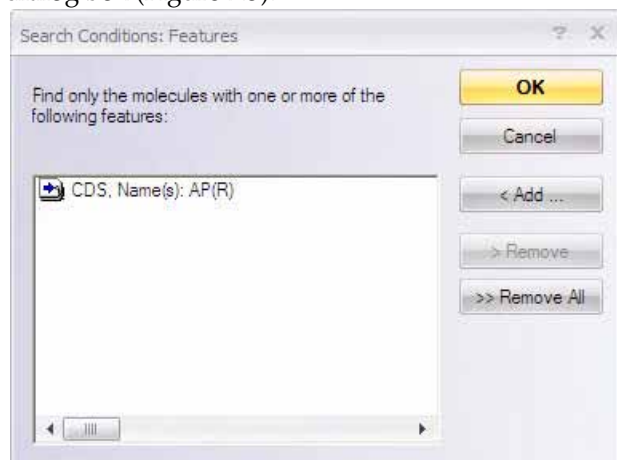 Search Conditions: Features
? X
Find only the molecules with one or more of the
following features:
OK
Cancel
CDS, Name(s): AP(R)
< Add ...
> Remove
>> Remove All